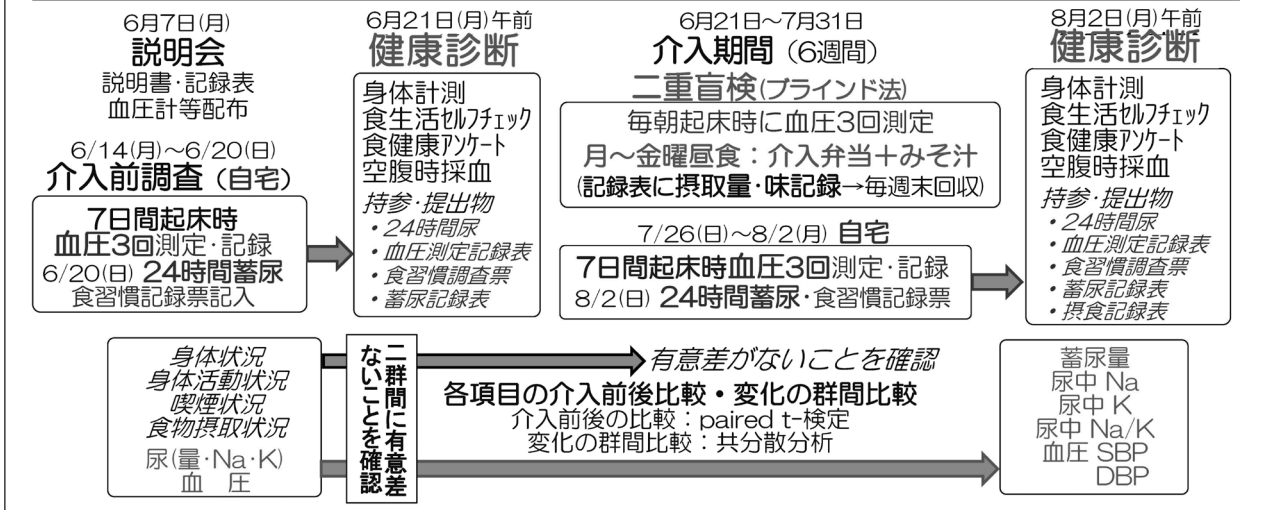 6月7日(月)
説明会
説明書・記録表
血圧計等配布
6/14(月)〜6/20(日)
介入前調査（自宅）
7日間起床時
血圧3回測定・記録
6/20(日) 24時間蓄尿
食習慣記録票記入
6月21日(月)午前
健康診断
身体計測
食生活セルフチェック
食健康アンケート
空腹時採血
持参・提出物
・24時間尿
・血圧測定記録表
・食習慣調査票
・蓄尿記録表
6月21日〜7月31日
介入期間（6週間）
二重盲検(ブラインド法)
毎朝起床時に血圧3回測定
月〜金曜昼食：介入弁当＋みそ汁
(記録表に摂取量・味記録→毎週末回収)
7/26(日)〜8/2(月) 自宅
7日間起床時血圧3回測定・記録
8/2(日) 24時間蓄尿・食習慣記録票
8月2日(月)午前
健康診断
身体計測
食生活セルフチェック
食健康アンケート
空腹時採血
持参・提出物
・24時間尿
・血圧測定記録表
・食習慣調査票
・蓄尿記録表
・摂食記録表
身体状況
身体活動状況
喫煙状況
食物摂取状況
尿(量・Na・K)
血　圧
二群間に有意差
ないことを確認
有意差がないことを確認
各項目の介入前後比較・変化の群間比較
介入前後の比較：paired t-検定
変化の群間比較：共分散分析
蓄尿量
尿中 Na
尿中 K
尿中 Na/K
血圧 SBP
DBP